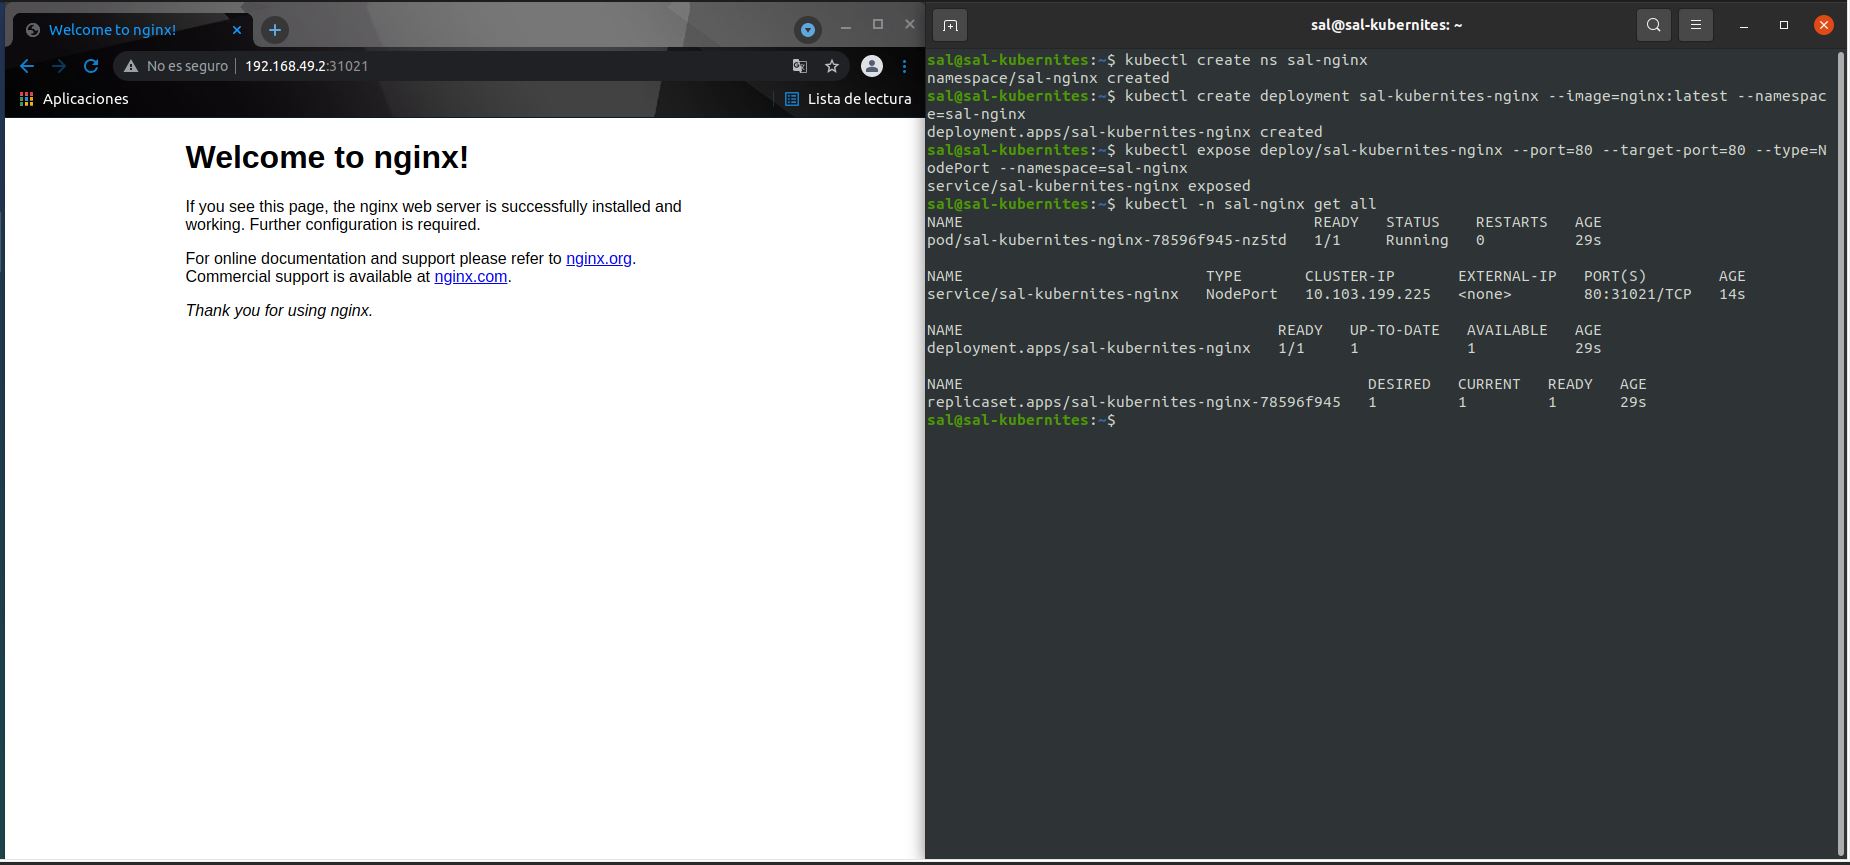 Welcome to nginx!
No es seguro 192.168.49.2:31021
Aplicaciones
Lista de lectura
Welcome to nginx!
If you see this page, the nginx web server is successfully installed and
working. Further configuration is required.
For online documentation and support please refer to nginx.org.
Commercial support is available at nginx.com.
Thank you for using nginx.
sal@sal-kubernites: ~
sal@sal-kubernites:~$ kubectl create ns sal-nginx
namespace/sal-nginx created
sal@sal-kubernites:~$ kubectl create deployment sal-kubernites-nginx --image=nginx:latest --namespac
e=sal-nginx
deployment.apps/sal-kubernites-nginx created
sal@sal-kubernites:~$ kubectl expose deploy/sal-kubernites-nginx --port=80 --target-port=80 --type=N
odePort --namespace=sal-nginx
service/sal-kubernites-nginx exposed
sal@sal-kubernites:~$ kubectl -n sal-nginx get all
NAME READY STATUS RESTARTS AGE
pod/sal-kubernites-nginx-78596f945-nz5td 1/1 Running 0 29s
NAME TYPE CLUSTER-IP EXTERNAL-IP PORT(S) AGE
service/sal-kubernites-nginx NodePort 10.103.199.225 <none> 80:31021/TCP 14s
NAME READY UP-TO-DATE AVAILABLE AGE
deployment.apps/sal-kubernites-nginx 1/1 1 1 29s
NAME DESIRED CURRENT READY AGE
replicaset.apps/sal-kubernites-nginx-78596f945 1 1 1 29s
sal@sal-kubernites:~$